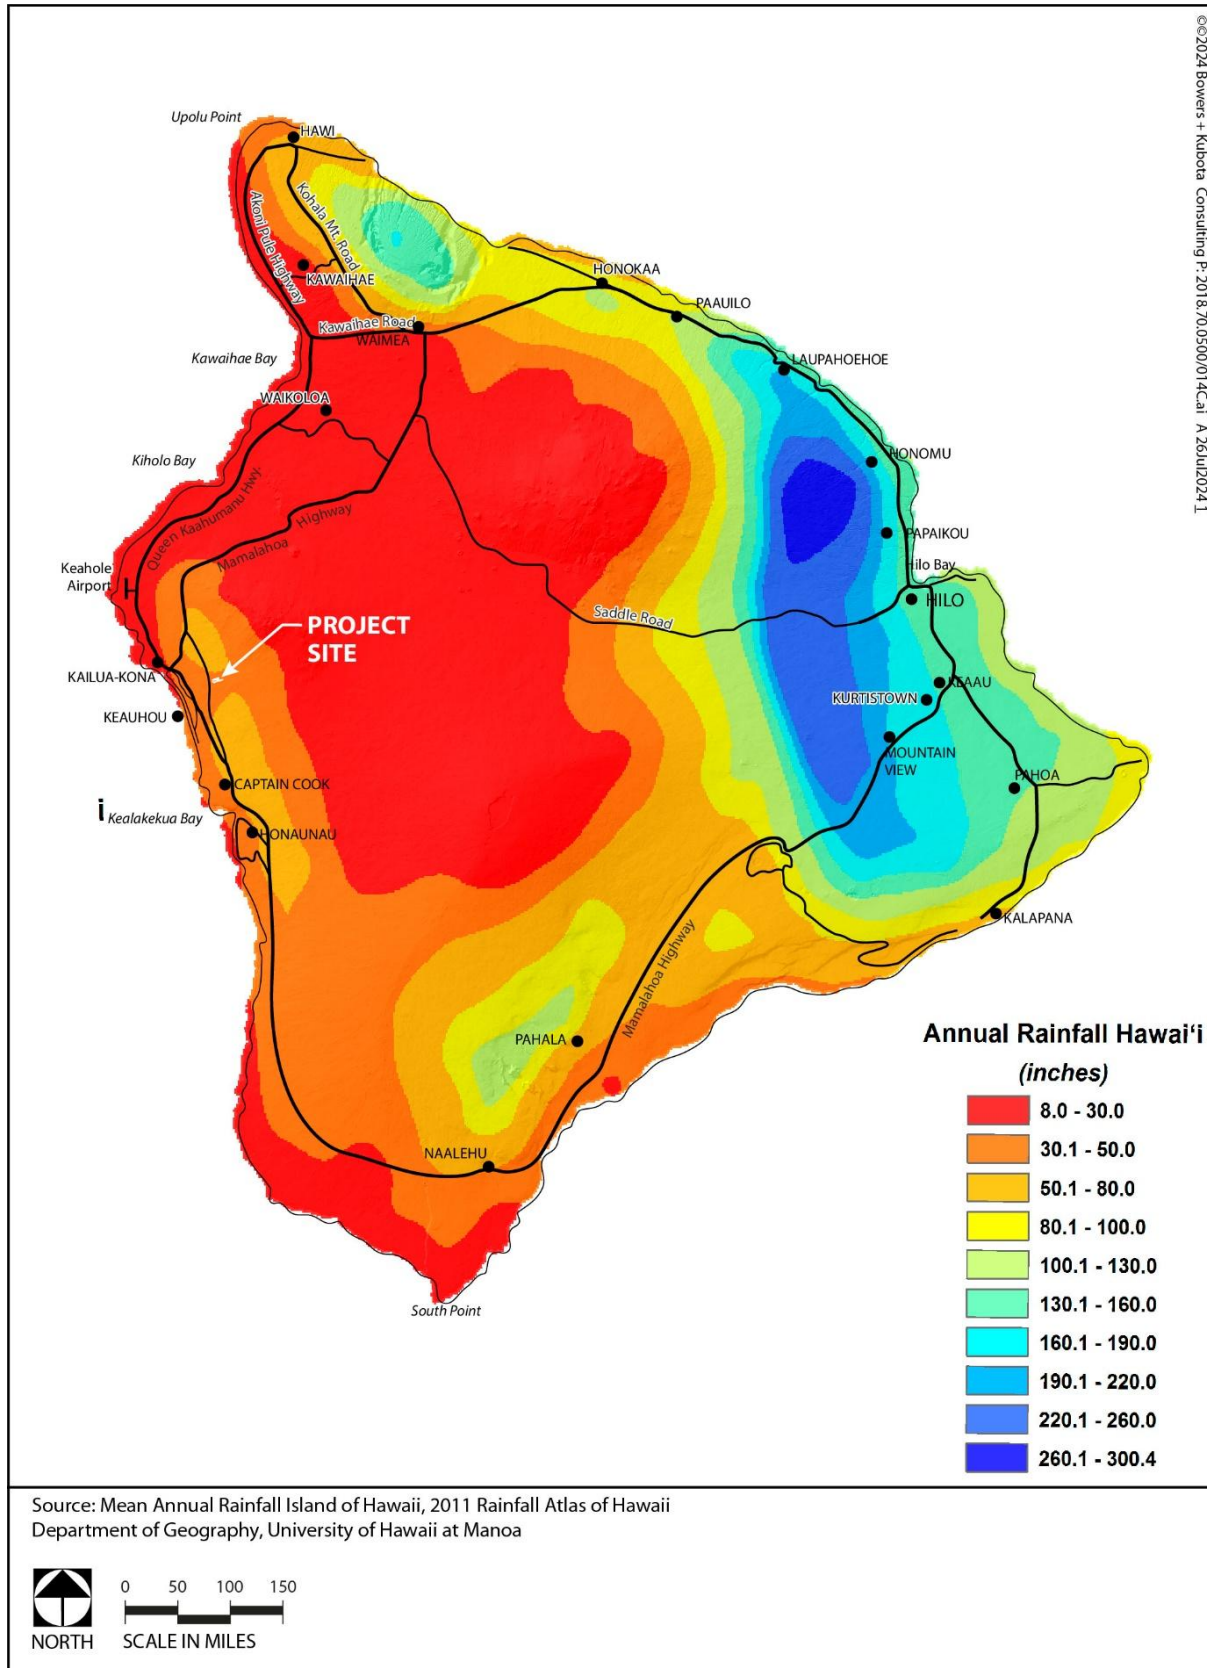 ©©2024 Bowers + Kubota Consulting P: 2018.70.0500/014C.ai A 26Jul2024 1
Upolu Point
HAWI
Kohala Mt. Road
Akoni Pule Highway
KAWAIHAE
HONOKAA
PAAUILO
Kawaihae Road
WAIMEA
Kawaihae Bay
LAUPAHOEHOE
WAIKOLOA
Kiholo Bay
HONOMU
Queen Kaahumanu Hwy.
Mamalahoa Highway
PAPAIKOU
Keahole
Airport
Hilo Bay
HILO
Saddle Road
PROJECT
SITE
KAILUA-KONA
KEAAU
KURTISTOWN
KEAUHOU
MOUNTAIN
VIEW
PAHOA
CAPTAIN COOK
i
Kealakekua Bay
HONAUNAU
KALAPANA
Mamalahoa Highway
PAHALA
NAALEHU
South Point
Annual Rainfall Hawai‘i
(inches)
8.0 - 30.0
30.1 - 50.0
50.1 - 80.0
80.1 - 100.0
100.1 - 130.0
130.1 - 160.0
160.1 - 190.0
190.1 - 220.0
220.1 - 260.0
260.1 - 300.4
Source: Mean Annual Rainfall Island of Hawaii, 2011 Rainfall Atlas of Hawaii
Department of Geography, University of Hawaii at Manoa
0 50 100 150
NORTH
SCALE IN MILES